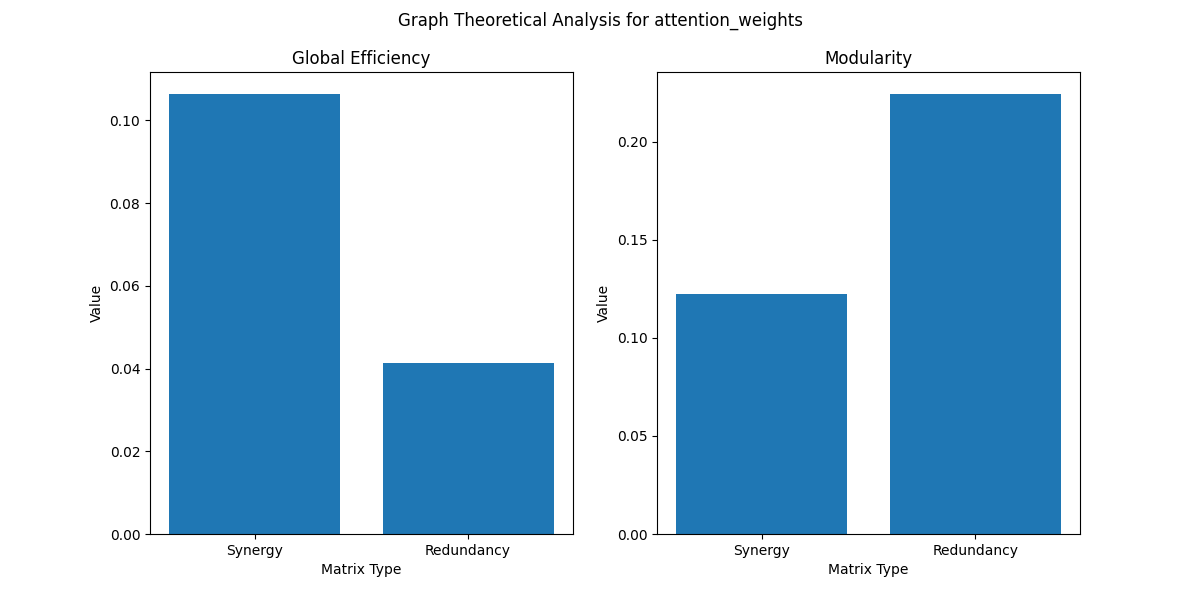 Graph Theoretical Analysis for attention_weights
Global Efficiency
0.10
0.08
0.06
0.04
0.02
0.00
Value
Synergy Redundancy
Matrix Type
Modularity
0.20
0.15
0.10
0.05
0.00
Value
Synergy Redundancy
Matrix Type